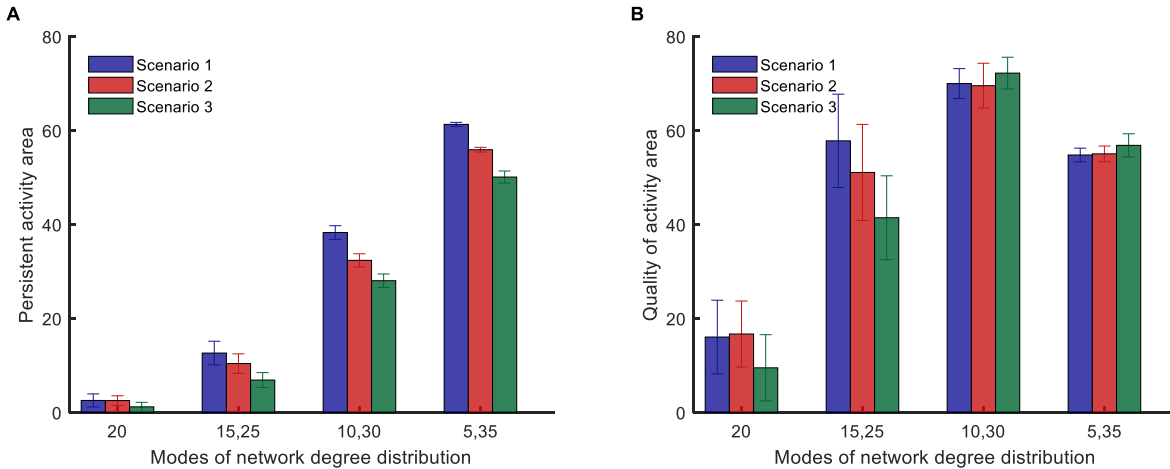 A
Persistent activity area
80
60
40
20
0
Scenario 1
Scenario 2
Scenario 3
20 15,25 10,30 5,35
Modes of network degree distribution
B
Quality of activity area
80
60
40
20
0
Scenario 1
Scenario 2
Scenario 3
20 15,25 10,30 5,35
Modes of network degree distribution